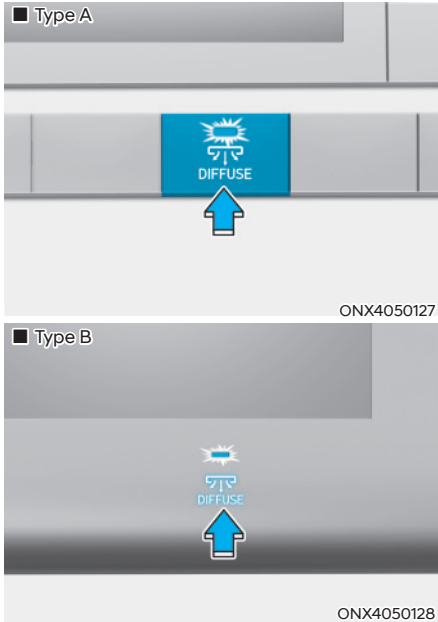 ■ Type A
DIFFUSE
ONX4050127
■ Type B
DIFFUSE
ONX4050128